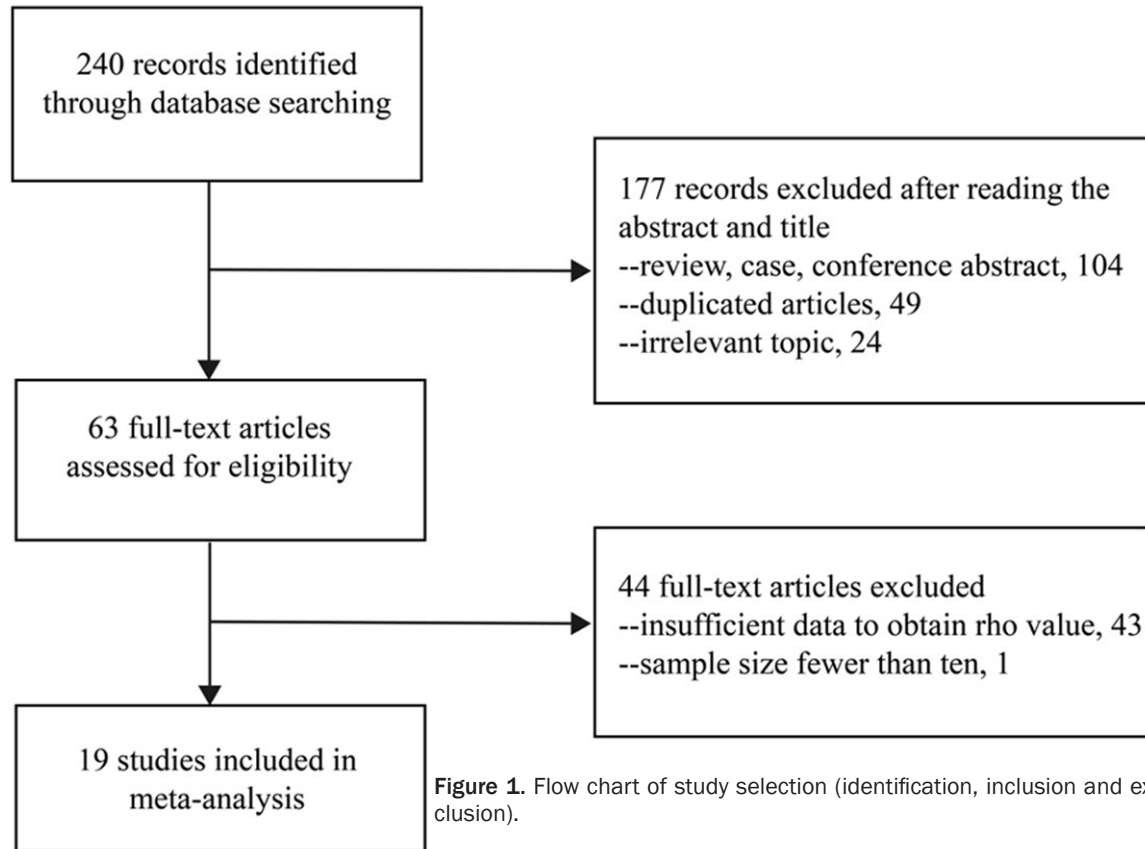 240 records identified
through database searching
177 records excluded after reading the
abstract and title
--review, case, conference abstract, 104
--duplicated articles, 49
--irrelevant topic, 24
63 full-text articles
assessed for eligibility
44 full-text articles excluded
--insufficient data to obtain rho value, 43
--sample size fewer than ten, 1
19 studies included in
meta-analysis
Figure 1. Flow chart of study selection (identification, inclusion and ex
clusion).